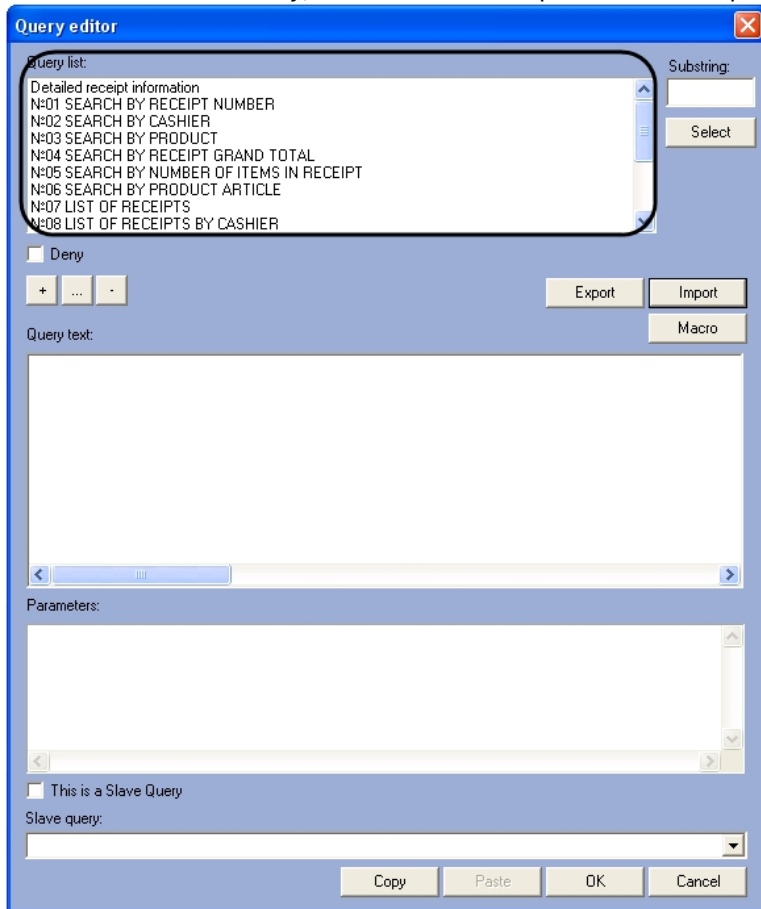 Query editor
Query list:
Substring:
Detailed receipt information
№01 SEARCH BY RECEIPT NUMBER
№02 SEARCH BY CASHIER
№03 SEARCH BY PRODUCT
Select
№04 SEARCH BY RECEIPT GRAND TOTAL
№05 SEARCH BY NUMBER OF ITEMS IN RECEIPT
№06 SEARCH BY PRODUCT ARTICLE
№07 LIST OF RECEIPTS
№08 LIST OF RECEIPTS BY CASHIER
Deny
+ ... -
Export Import
Macro
Query text:
Parameters:
This is a Slave Query
Slave query:
Copy Paste OK Cancel